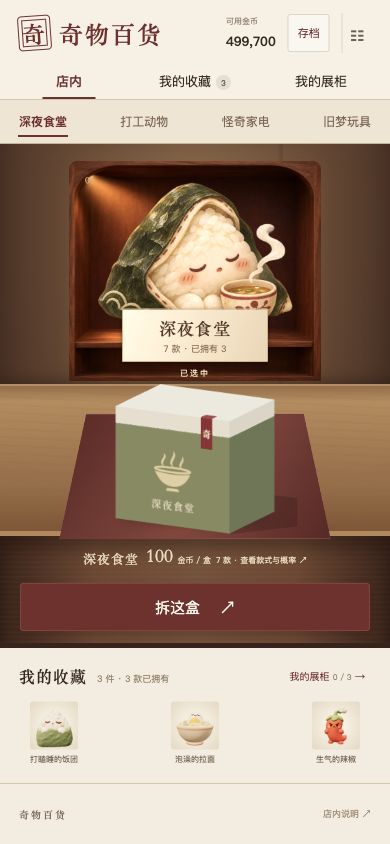 奇 奇物百货
可用金币
499,700
存档
店内 我的收藏 3 我的展柜
深夜食堂 打工动物 怪奇家电 旧梦玩具
深夜食堂
7 款 · 已拥有 3
已选中
奇
深夜食堂
深夜食堂 100 金币 / 盒 7 款 · 查看款式与概率 ↗
拆这盒 ↗
我的收藏 3 件 · 3 款已拥有 我的展柜 0 / 3 →
打瞌睡的饭团 泡澡的拉面 生气的辣椒
奇物百货 店内说明 ↗